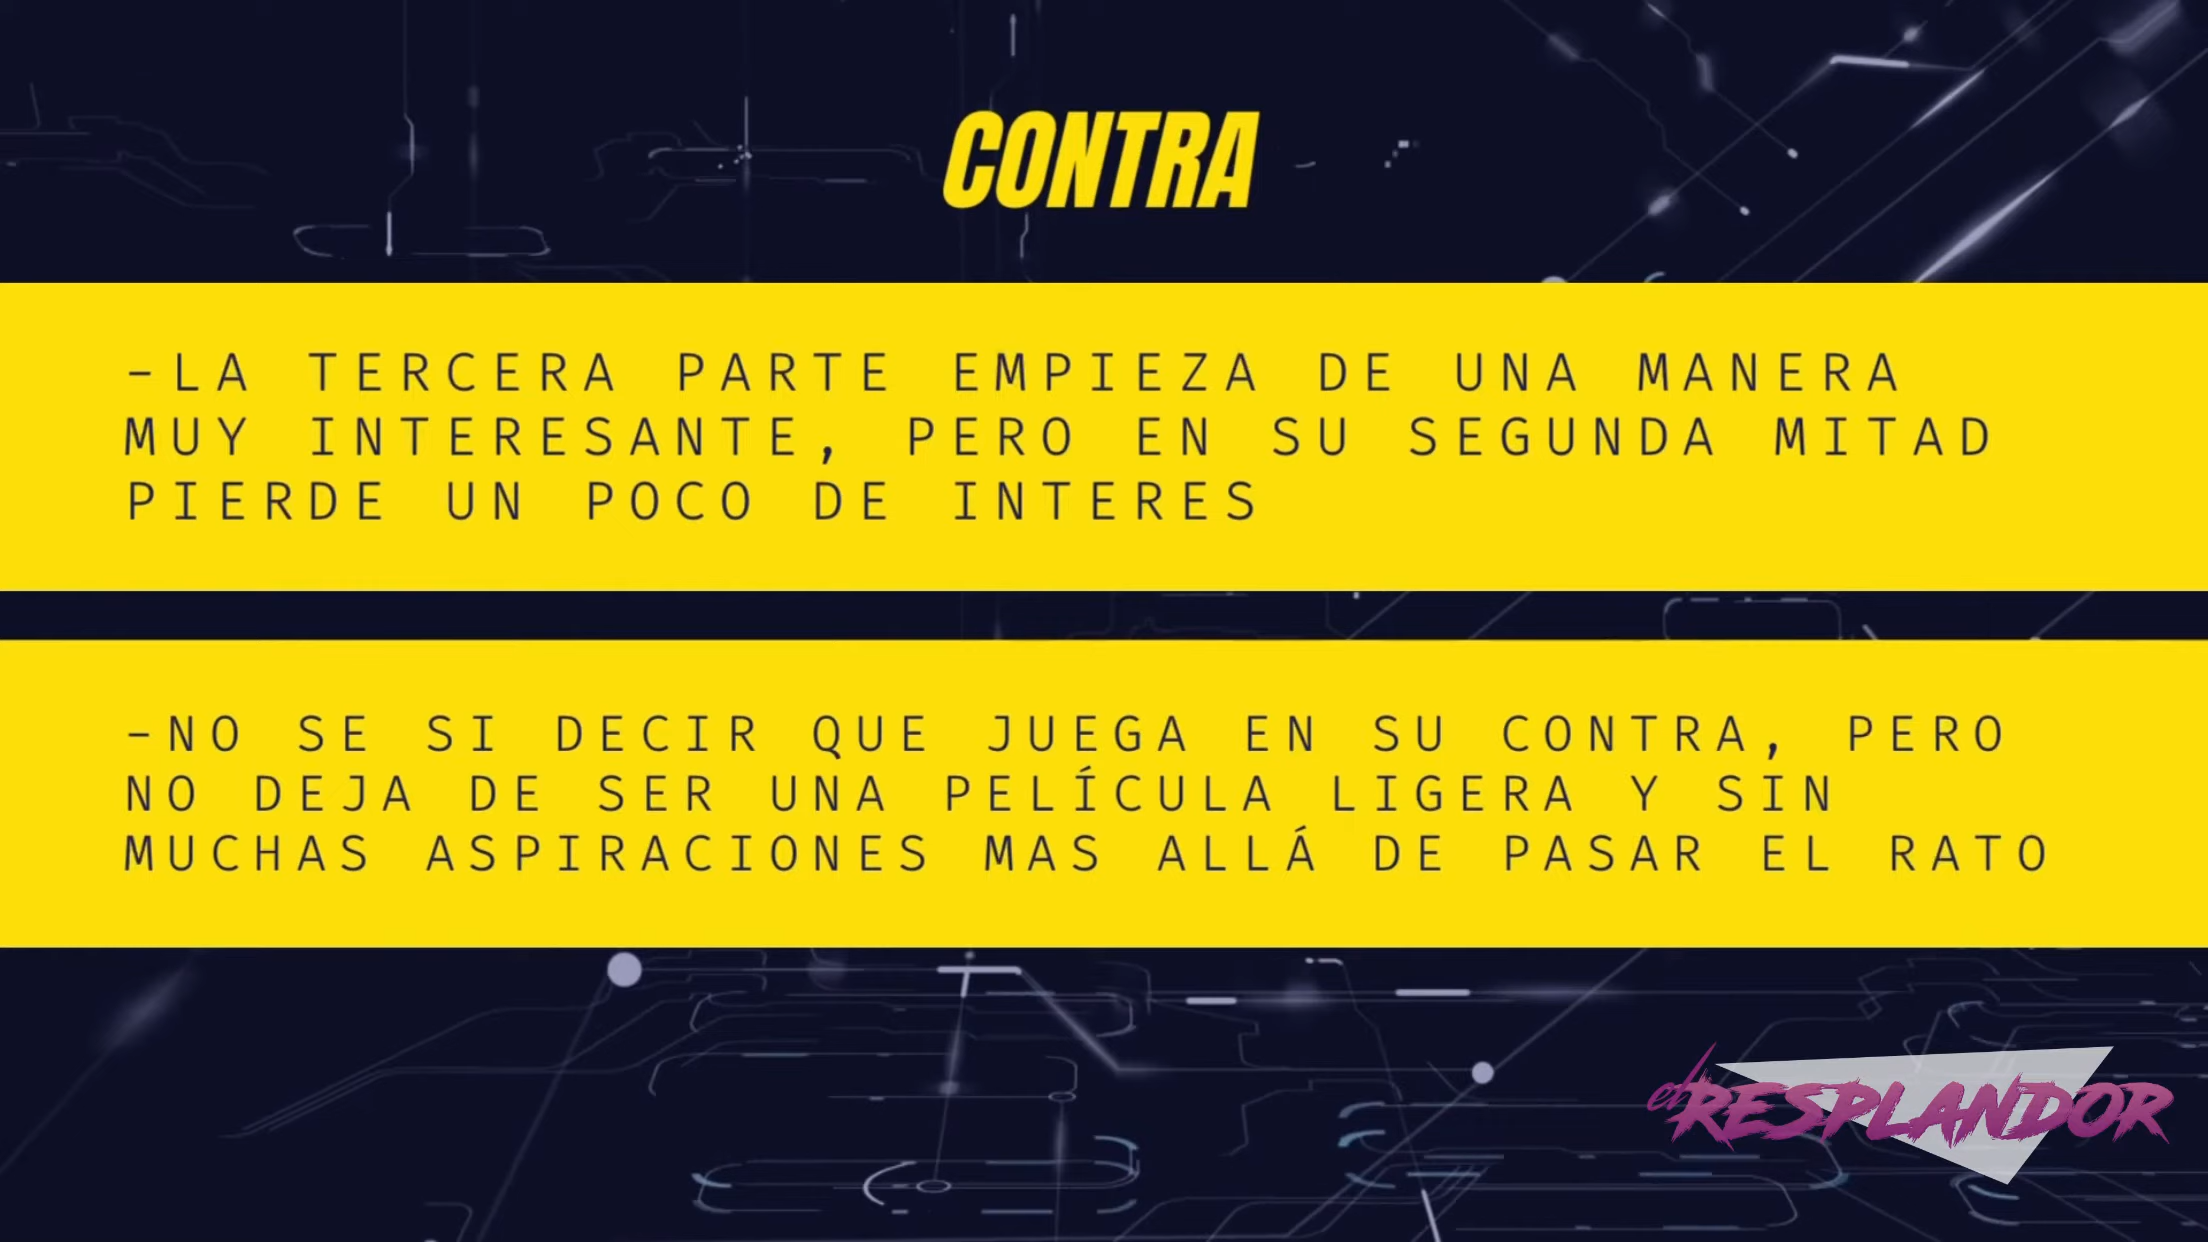 CONTRA
-LA TERCERA PARTE EMPIEZA DE UNA MANERA
MUY INTERESANTE, PERO EN SU SEGUNDA MITAD
PIERDE UN POCO DE INTERES
-NO SE SI DECIR QUE JUEGA EN SU CONTRA, PERO
NO DEJA DE SER UNA PELÍCULA LIGERA Y SIN
MUCHAS ASPIRACIONES MAS ALLÁ DE PASAR EL RATO
el RESPLANDOR